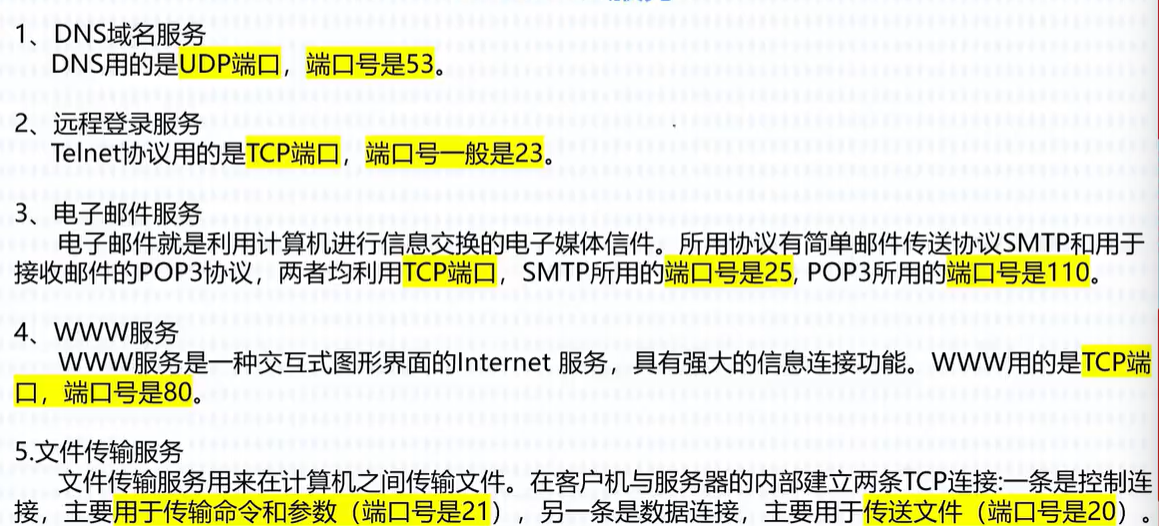 1、DNS域名服务
DNS用的是UDP端口，端口号是53。
2、远程登录服务
Telnet协议用的是TCP端口，端口号一般是23。
3、电子邮件服务
电子邮件就是利用计算机进行信息交换的电子媒体信件。所用协议有简单邮件传送协议SMTP和用于
接收邮件的POP3协议，两者均利用TCP端口，SMTP所用的端口号是25, POP3所用的端口号是110。
4、WWW服务
WWW服务是一种交互式图形界面的Internet 服务，具有强大的信息连接功能。WWW用的是TCP端
口，端口号是80。
5.文件传输服务
文件传输服务用来在计算机之间传输文件。在客户机与服务器的内部建立两条TCP连接:一条是控制连
接，主要用于传输命令和参数（端口号是21），另一条是数据连接，主要用于传送文件（端口号是20）。